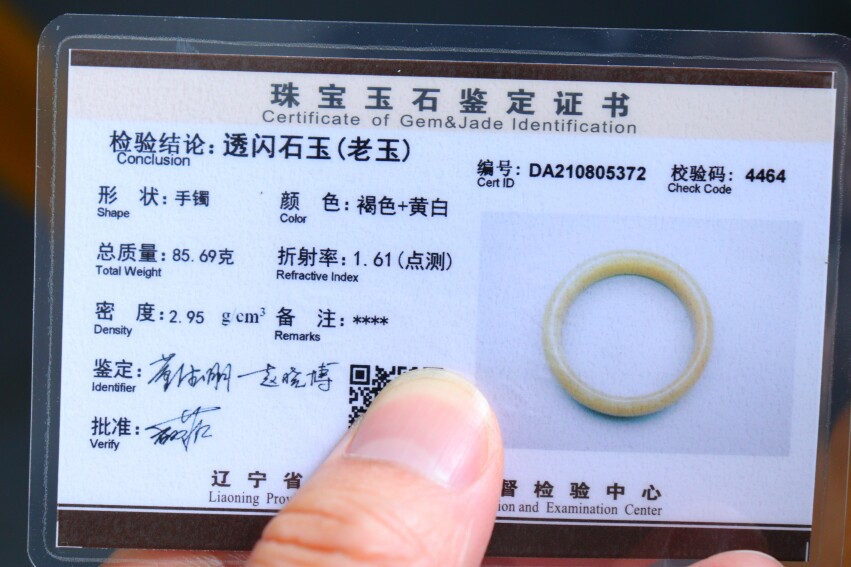 珠宝玉石鉴定证书
Certificate of Gem&Jade Identification
检验结论: 透闪石玉(老玉)
Conclusion
编号: DA210805372 校验码: 4464
Cert ID Check Code
形 状: 手镯 颜 色: 褐色+黄白
Shape Color
总质量: 85.69克 折射率: 1.61(点测)
Total Weight Refractive Index
密 度: 2.95 g/cm³ 备 注: ****
Density Remarks
鉴定:
Identifier
批准:
Verify
辽宁省 督检验中心
Liaoning and Examination Center